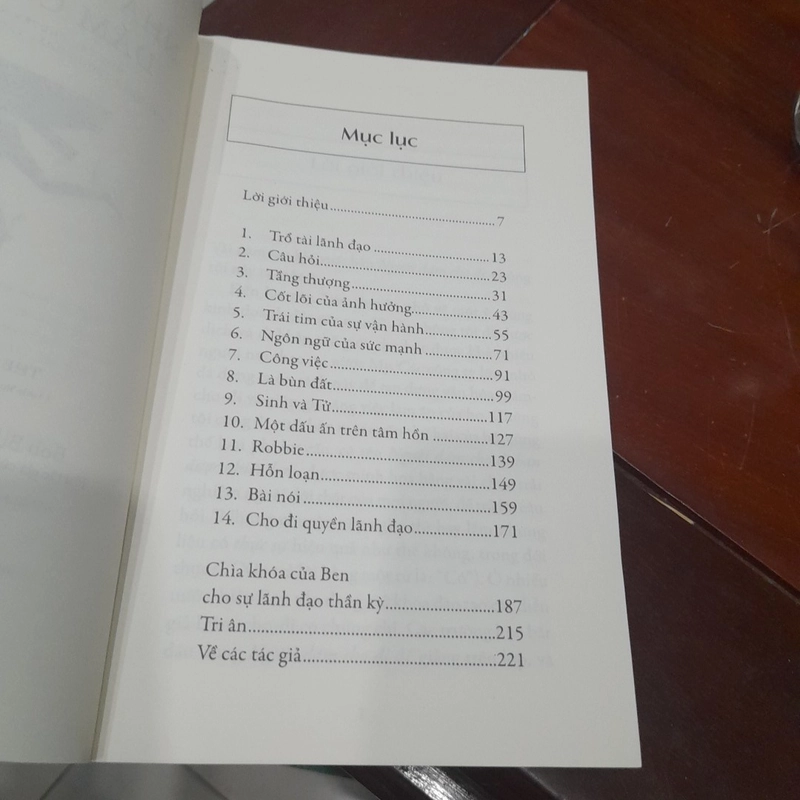 Mục lục
Lời giới thiệu.....7
1. Trổ tài lãnh đạo.....13
2. Câu hỏi.....23
3. Tầng thượng.....31
4. Cốt lõi của ảnh hưởng.....43
5. Trái tim của sự vận hành.....55
6. Ngôn ngữ của sức mạnh.....71
7. Công việc.....91
8. Là bùn đất.....99
9. Sinh và Tử.....117
10. Một dấu ấn trên tâm hồn.....127
11. Robbie.....139
12. Hỗn loạn.....149
13. Bài nói.....159
14. Cho đi quyền lãnh đạo.....171
Chìa khóa của Ben
cho sự lãnh đạo thần kỳ.....187
Tri ân.....215
Về các tác giả.....221